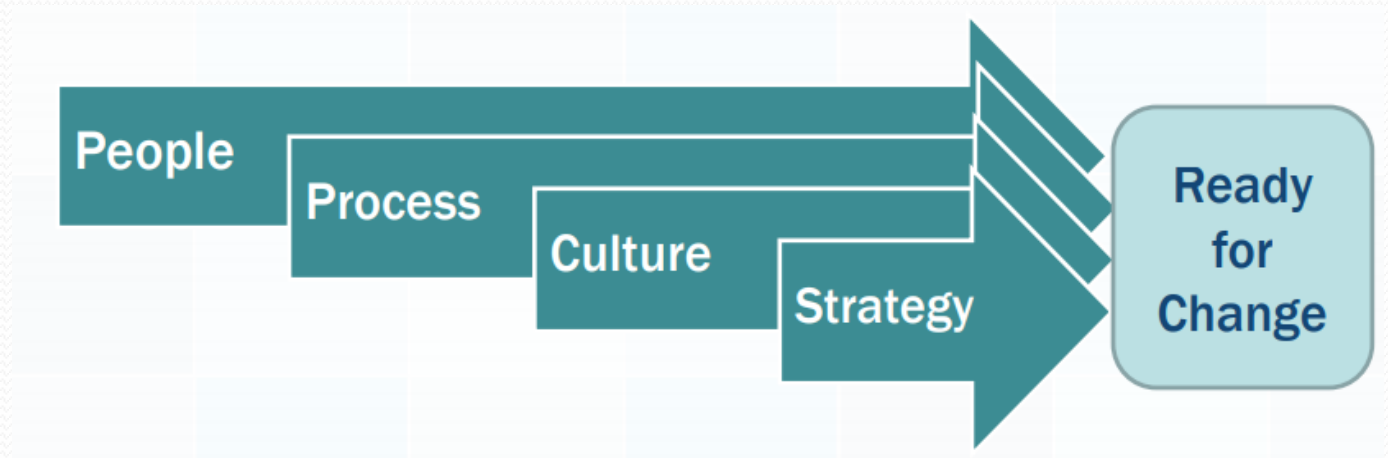 People
Process
Culture
Strategy
Ready
for
Change